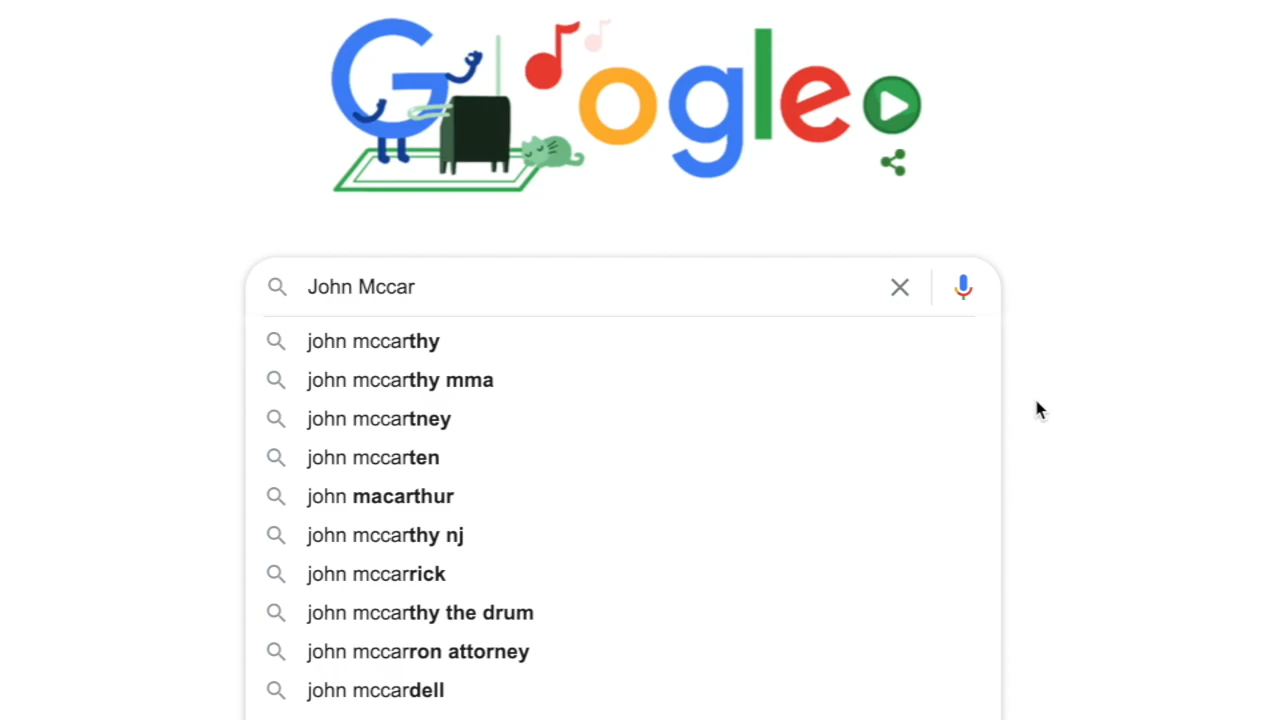 Google
John Mccar
john mccarthy
john mccarthy mma
john mccartney
john mccarten
john macarthur
john mccarthy nj
john mccarrick
john mccarthy the drum
john mccarron attorney
john mccardell